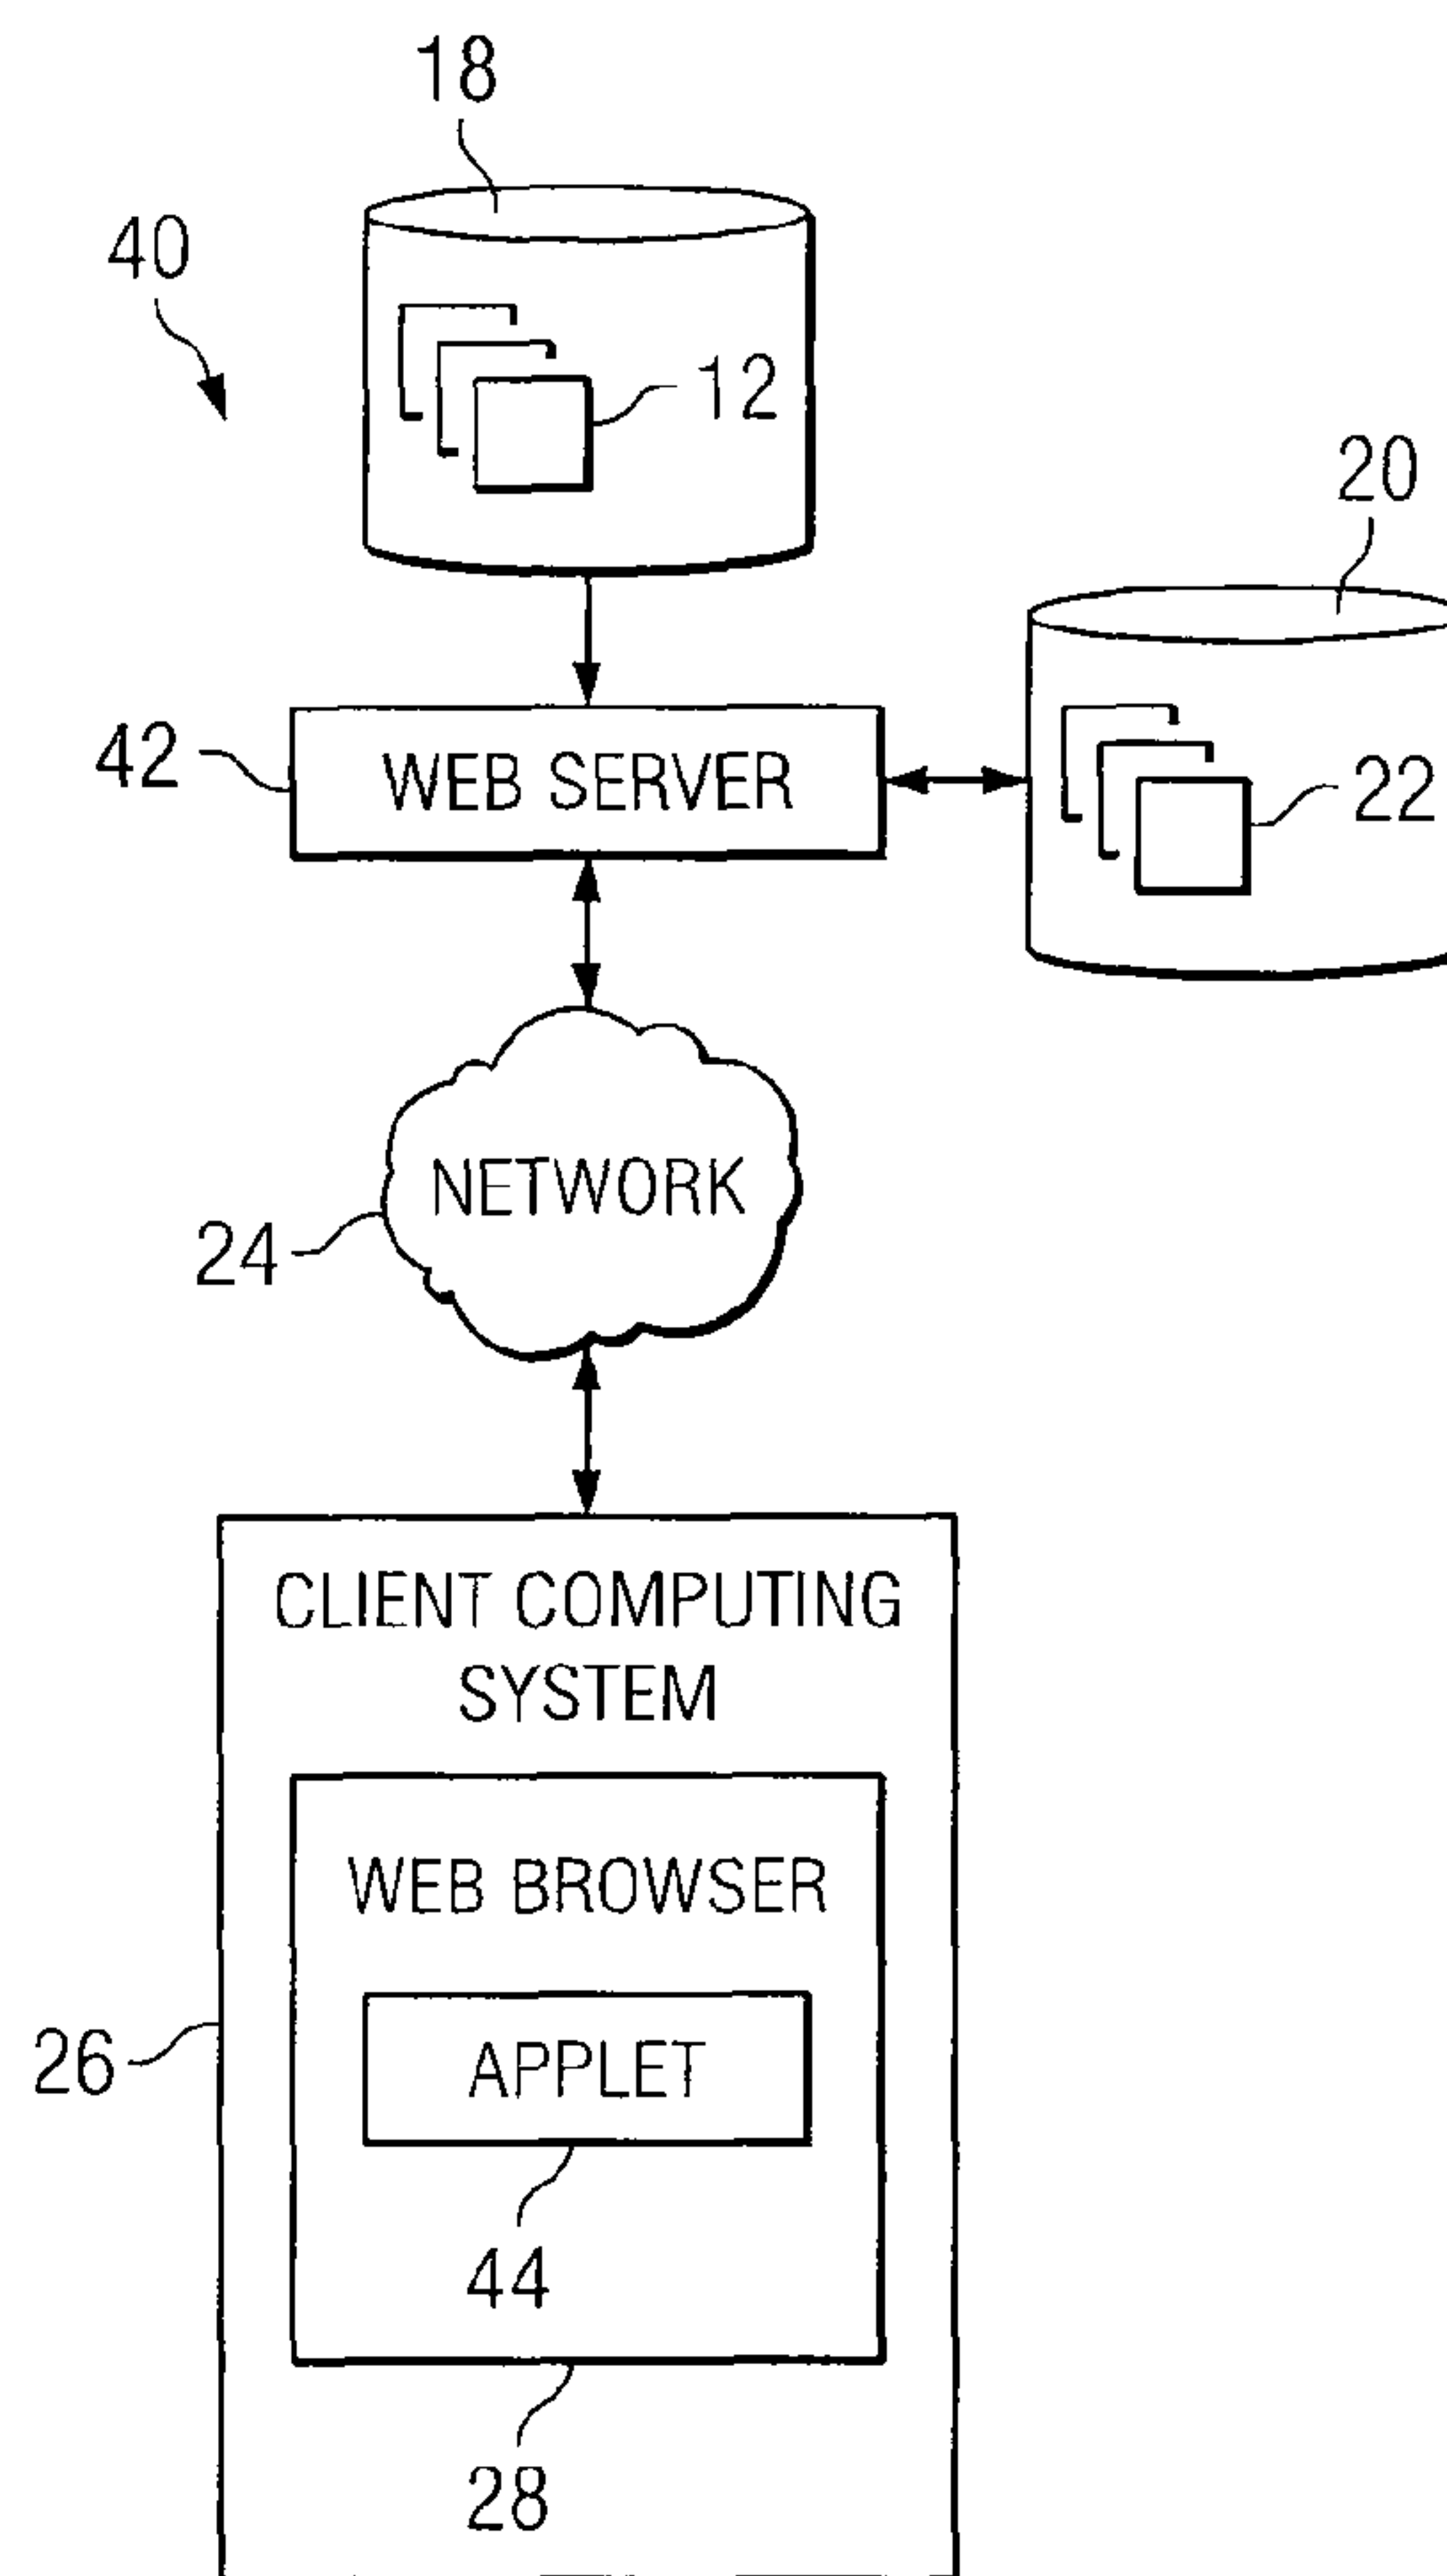 18
40
12
20
42
WEB SERVER
22
NETWORK
24
CLIENT COMPUTING
SYSTEM
WEB BROWSER
26
APPLET
44
28